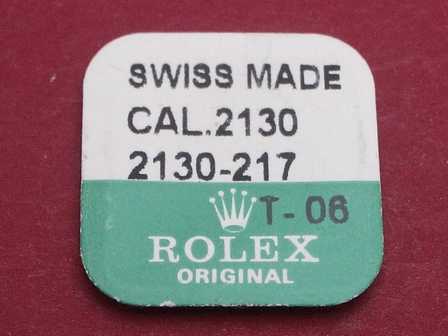 SWISS MADE
CAL.2130
2130-217
T-06
ROLEX
ORIGINAL